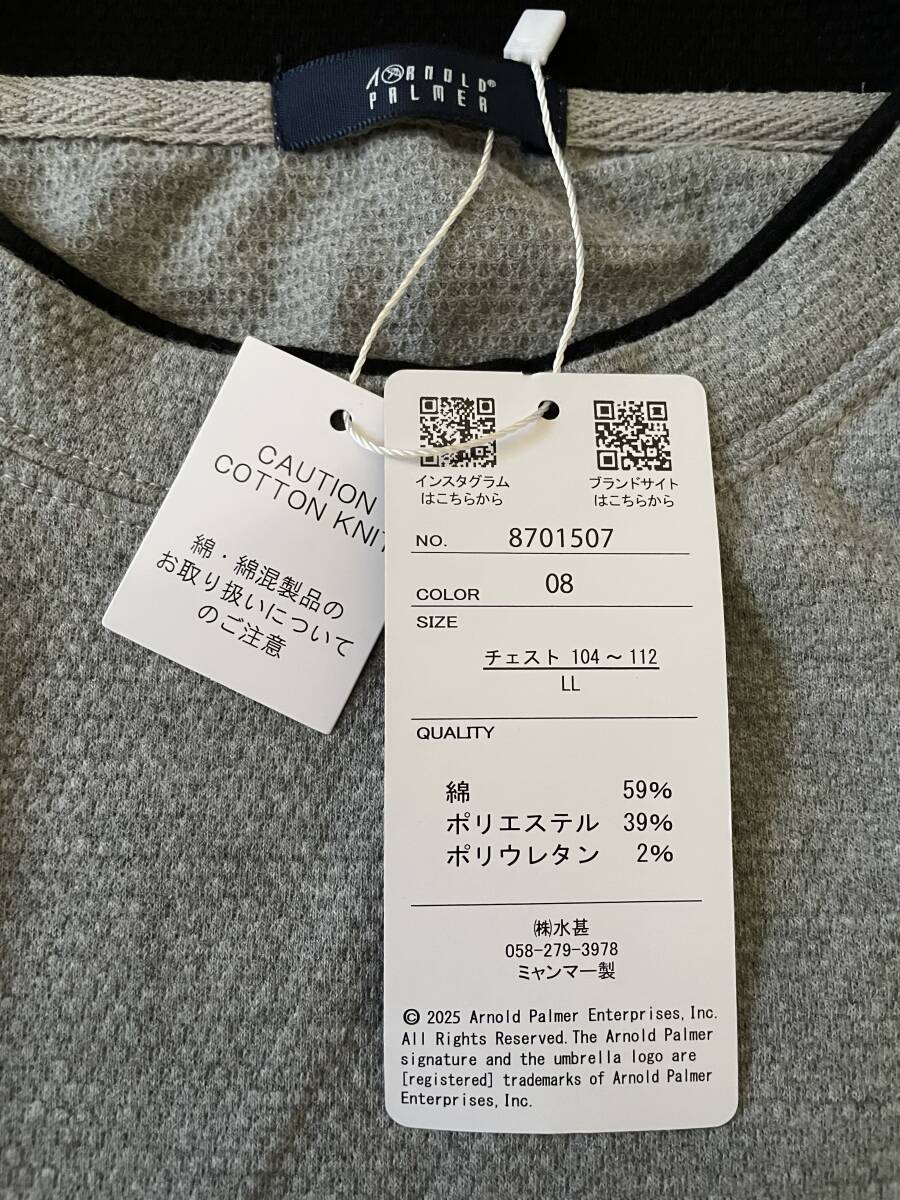 ARNOLD®
PALMER
CAUTION
COTTON KNIT
綿・綿混製品の
お取り扱いについて
のご注意
インスタグラム
はこちらから
ブランドサイト
はこちらから
NO. 8701507
COLOR 08
SIZE
チェスト 104～112
LL
QUALITY
綿 59%
ポリエステル 39%
ポリウレタン 2%
㈱水甚
058-279-3978
ミャンマー製
© 2025 Arnold Palmer Enterprises, Inc.
All Rights Reserved. The Arnold Palmer
signature and the umbrella logo are
[registered] trademarks of Arnold Palmer
Enterprises, Inc.